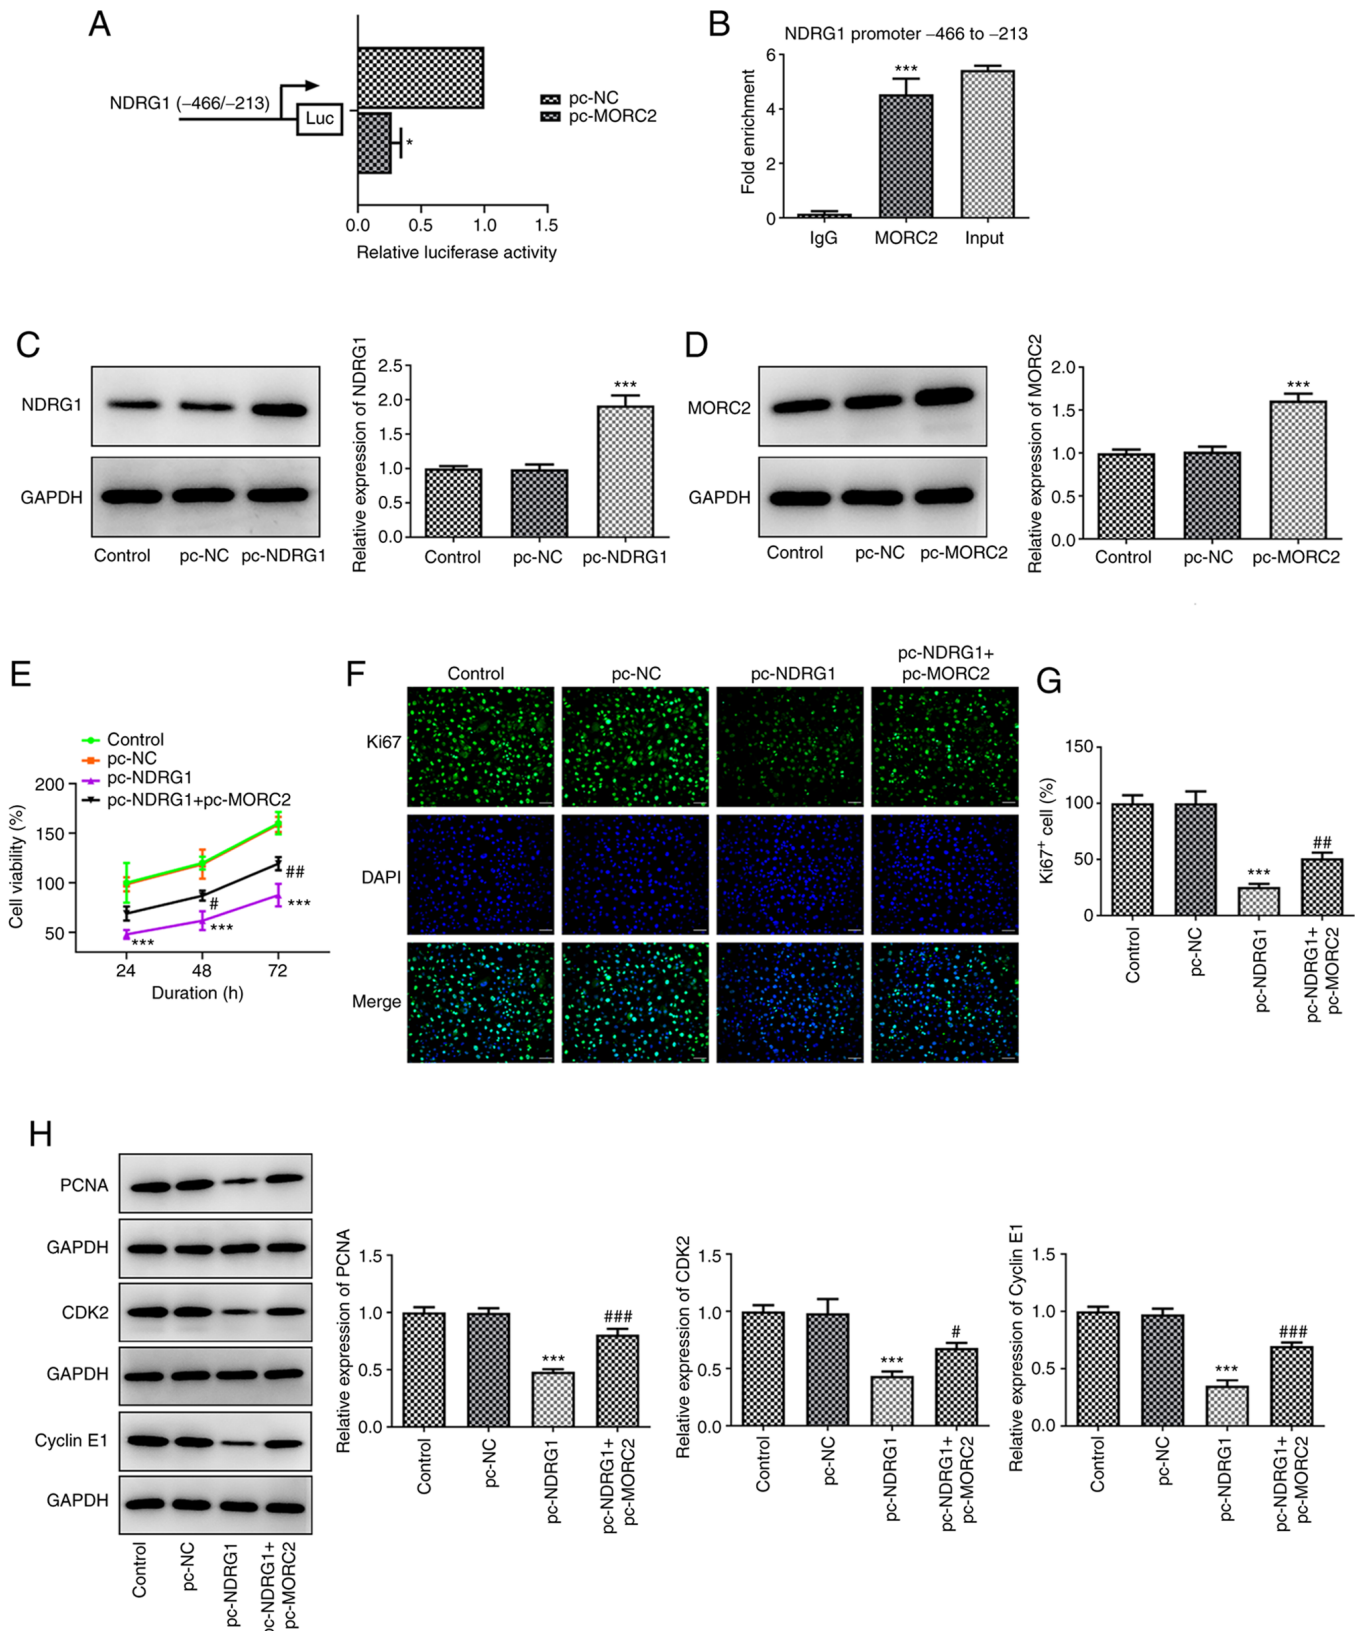 A
NDRG1 (−466/−213)
Luc
*
pc-NC
pc-MORC2
0.0 0.5 1.0 1.5
Relative luciferase activity
B
NDRG1 promoter −466 to −213
Fold enrichment
6
4
2
0
***
IgG MORC2 Input
C
NDRG1
GAPDH
Control pc-NC pc-NDRG1
Relative expression of NDRG1
2.5
2.0
1.5
1.0
0.5
0.0
***
Control pc-NC pc-NDRG1
D
MORC2
GAPDH
Control pc-NC pc-MORC2
Relative expression of MORC2
2.0
1.5
1.0
0.5
0.0
***
Control pc-NC pc-MORC2
E
Control
pc-NC
pc-NDRG1
pc-NDRG1+pc-MORC2
Cell viability (%)
200
150
100
50
***
#
***
##
***
24 48 72
Duration (h)
F
Control pc-NC pc-NDRG1 pc-NDRG1+
pc-MORC2
Ki67
DAPI
Merge
G
Ki67+ cell (%)
150
100
50
0
***
##
Control
pc-NC
pc-NDRG1
pc-NDRG1+
pc-MORC2
H
PCNA
GAPDH
CDK2
GAPDH
Cyclin E1
GAPDH
Control
pc-NC
pc-NDRG1
pc-NDRG1+
pc-MORC2
Relative expression of PCNA
1.5
1.0
0.5
0.0
***
###
Control
pc-NC
pc-NDRG1
pc-NDRG1+
pc-MORC2
Relative expression of CDK2
1.5
1.0
0.5
0.0
***
#
Control
pc-NC
pc-NDRG1
pc-NDRG1+
pc-MORC2
Relative expression of Cyclin E1
1.5
1.0
0.5
0.0
***
###
Control
pc-NC
pc-NDRG1
pc-NDRG1+
pc-MORC2